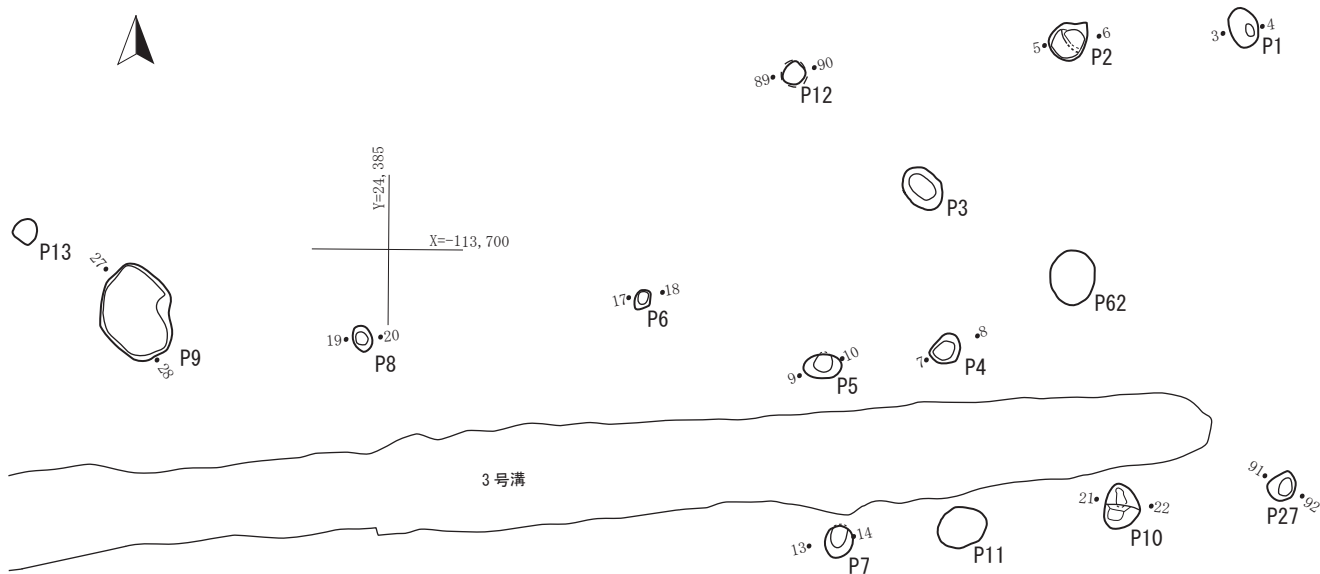 3 4
P1
5 6
P2
89 90
P12
P3
Y=24,385
X=-113,700
P13
27
28
P9
19 20
P8
17 18
P6
P62
7 8
P4
9 10
P5
3号溝
91 92
P27
21 22
P10
P11
13 14
P7